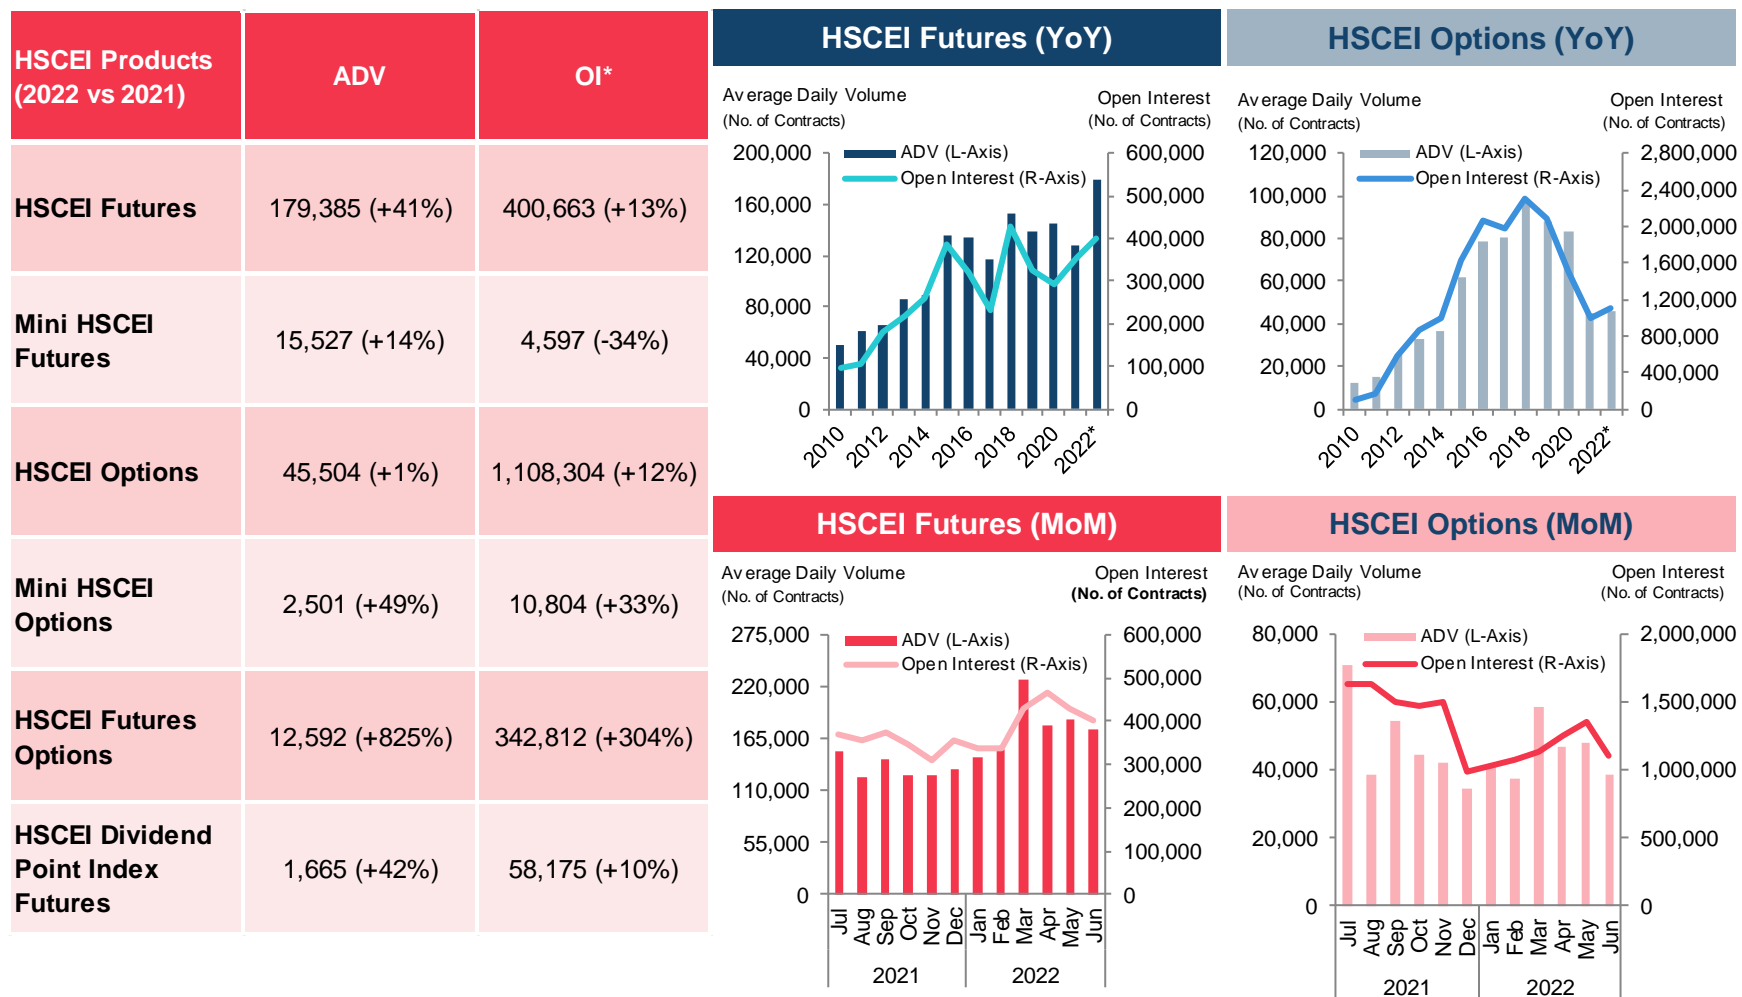 HSCEI Products
(2022 vs 2021)
ADV
OI*
HSCEI Futures
179,385 (+41%)
400,663 (+13%)
Mini HSCEI
Futures
15,527 (+14%)
4,597 (-34%)
HSCEI Options
45,504 (+1%)
1,108,304 (+12%)
Mini HSCEI
Options
2,501 (+49%)
10,804 (+33%)
HSCEI Futures
Options
12,592 (+825%)
342,812 (+304%)
HSCEI Dividend
Point Index
Futures
1,665 (+42%)
58,175 (+10%)
HSCEI Futures (YoY)
Average Daily Volume
(No. of Contracts)
Open Interest
(No. of Contracts)
ADV (L-Axis)
Open Interest (R-Axis)
200,000
160,000
120,000
80,000
40,000
0
600,000
500,000
400,000
300,000
200,000
100,000
0
2010
2012
2014
2016
2018
2020
2022*
HSCEI Options (YoY)
Average Daily Volume
(No. of Contracts)
Open Interest
(No. of Contracts)
ADV (L-Axis)
Open Interest (R-Axis)
120,000
100,000
80,000
60,000
40,000
20,000
0
2,800,000
2,400,000
2,000,000
1,600,000
1,200,000
800,000
400,000
0
2010
2012
2014
2016
2018
2020
2022*
HSCEI Futures (MoM)
Average Daily Volume
(No. of Contracts)
Open Interest
(No. of Contracts)
ADV (L-Axis)
Open Interest (R-Axis)
275,000
220,000
165,000
110,000
55,000
0
600,000
500,000
400,000
300,000
200,000
100,000
0
Jul
Aug
Sep
Oct
Nov
Dec
Jan
Feb
Mar
Apr
May
Jun
2021
2022
HSCEI Options (MoM)
Average Daily Volume
(No. of Contracts)
Open Interest
(No. of Contracts)
ADV (L-Axis)
Open Interest (R-Axis)
80,000
60,000
40,000
20,000
0
2,000,000
1,500,000
1,000,000
500,000
0
Jul
Aug
Sep
Oct
Nov
Dec
Jan
Feb
Mar
Apr
May
Jun
2021
2022